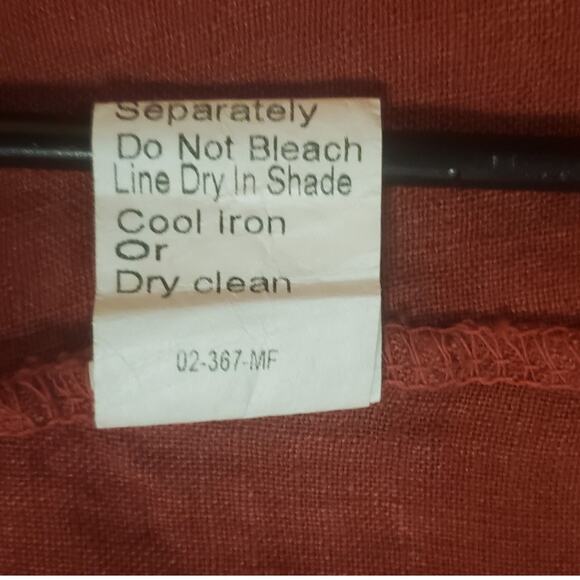 Separately
Do Not Bleach
Line Dry In Shade
Cool iron
Or
Dry clean
02-367-MF